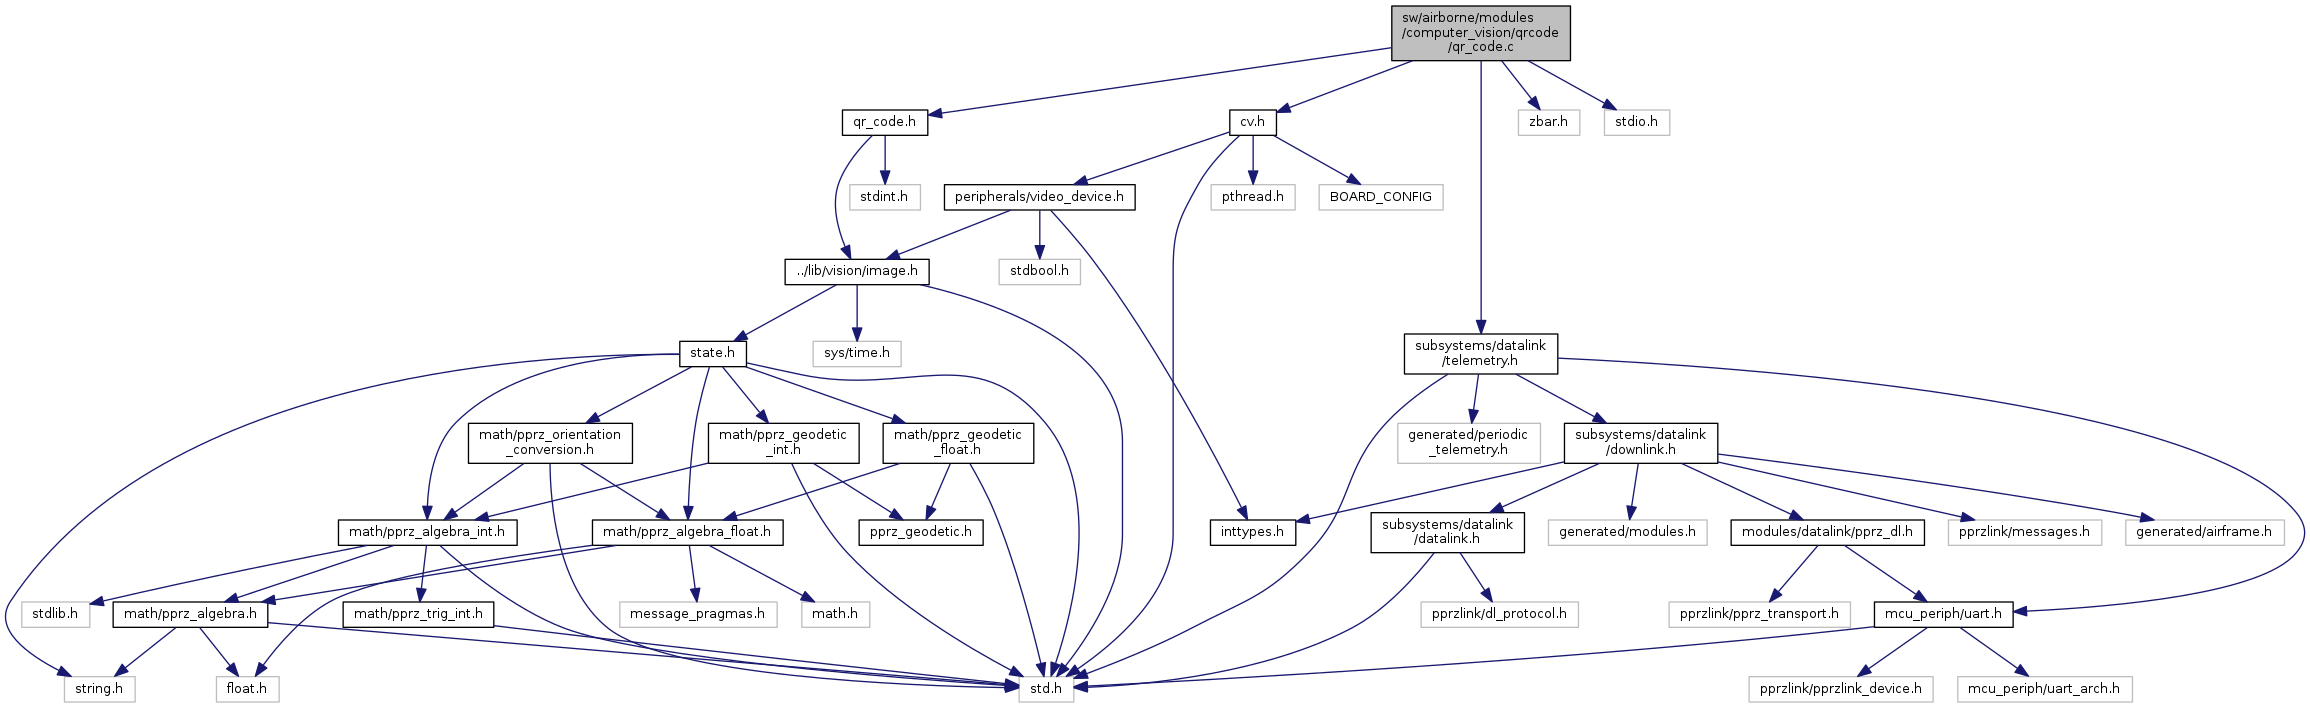 sw/airborne/modules
/computer_vision/qrcode
/qr_code.c
qr_code.h
cv.h
zbar.h
stdio.h
stdint.h
peripherals/video_device.h
pthread.h
BOARD_CONFIG
../lib/vision/image.h
stdbool.h
state.h
sys/time.h
subsystems/datalink
/telemetry.h
math/pprz_orientation
_conversion.h
math/pprz_geodetic
_int.h
math/pprz_geodetic
_float.h
generated/periodic
_telemetry.h
subsystems/datalink
/downlink.h
math/pprz_algebra_int.h
math/pprz_algebra_float.h
pprz_geodetic.h
inttypes.h
subsystems/datalink
/datalink.h
generated/modules.h
modules/datalink/pprz_dl.h
pprzlink/messages.h
generated/airframe.h
stdlib.h
math/pprz_algebra.h
math/pprz_trig_int.h
message_pragmas.h
math.h
pprzlink/dl_protocol.h
pprzlink/pprz_transport.h
mcu_periph/uart.h
string.h
float.h
std.h
pprzlink/pprzlink_device.h
mcu_periph/uart_arch.h